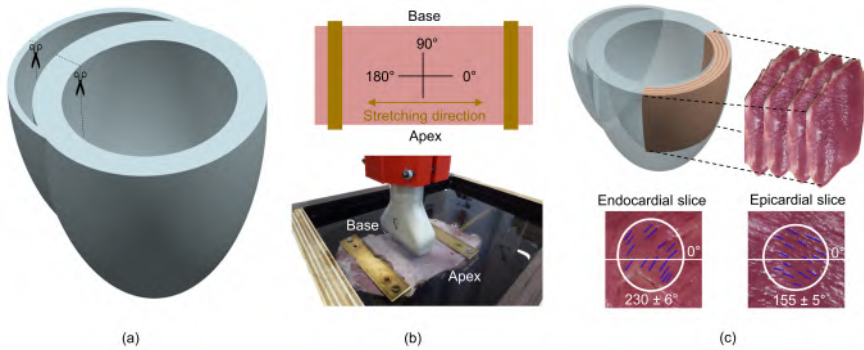 Base
90°
180°
0°
Stretching direction
Apex
Base
Apex
Endocardial slice
Epicardial slice
0°
0°
230 ± 6°
155 ± 5°
(a)
(b)
(c)